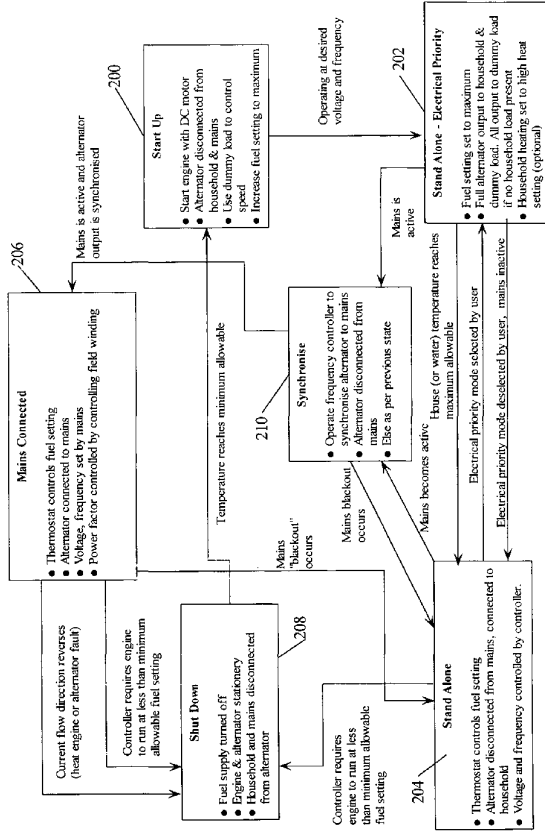 206
Mains Connected
● Thermostat controls fuel setting
● Alternator connected to mains
● Voltage, frequency set by mains
● Power factor controlled by controling field winding
Mains is active and alternator
output is synchronised
200
Start Up
● Start engine with DC motor
● Alternator disconnected from
household & mains
● Use dummy load to control
speed
● Increase fuel setting to maximum
Current flow direction reverses
(heat engine or alternator fault)
Controller requires engine
to run at less than minimum
allowable fuel setting
Temperature reaches minimum allowable
Operating at desired
voltage and frequency
Shut Down
● Fuel supply turned off
● Engine & alternator stationery
● Household and mains disconnected
from alternator
208
Mains
"blackout"
occurs
210
Synchronise
● Operate frequency controller to
synchronise alternator to mains
● Alternator disconnected from
mains
● Else as per previous state
Mains is
active
202
Stand Alone - Electrical Priority
● Fuel setting set to maximum
● Full alternator output to household &
dummy load. All output to dummy load
if no household load present
● Household heating set to high heat
setting (optional)
Controller requires
engine to run at less
than minimum allowable
fuel setting
Mains blackout
occurs
Mains becomes active
House (or water) temperature reaches
maximum allowable
Electrical priority mode selected by user
Electrical priority mode deselected by user, mains inactive
204
Stand Alone
● Thermostat controls fuel setting
● Alternator disconnected from mains, connected to
household
● Voltage and frequency controlled by controller.